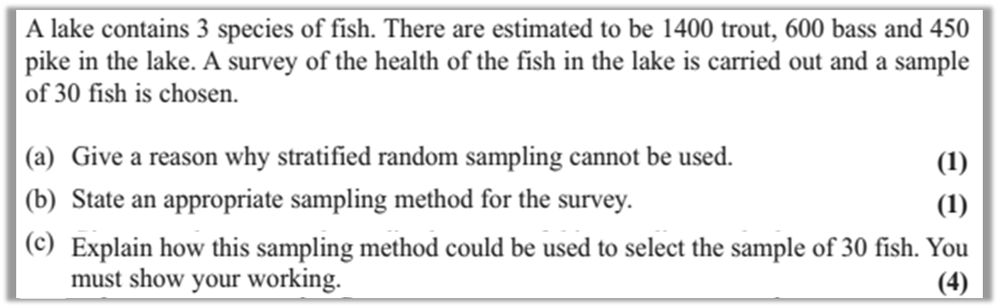 A lake contains 3 species of fish. There are estimated to be 1400 trout, 600 bass and 450
pike in the lake. A survey of the health of the fish in the lake is carried out and a sample
of 30 fish is chosen.
(a) Give a reason why stratified random sampling cannot be used. (1)
(b) State an appropriate sampling method for the survey. (1)
(c) Explain how this sampling method could be used to select the sample of 30 fish. You
must show your working. (4)